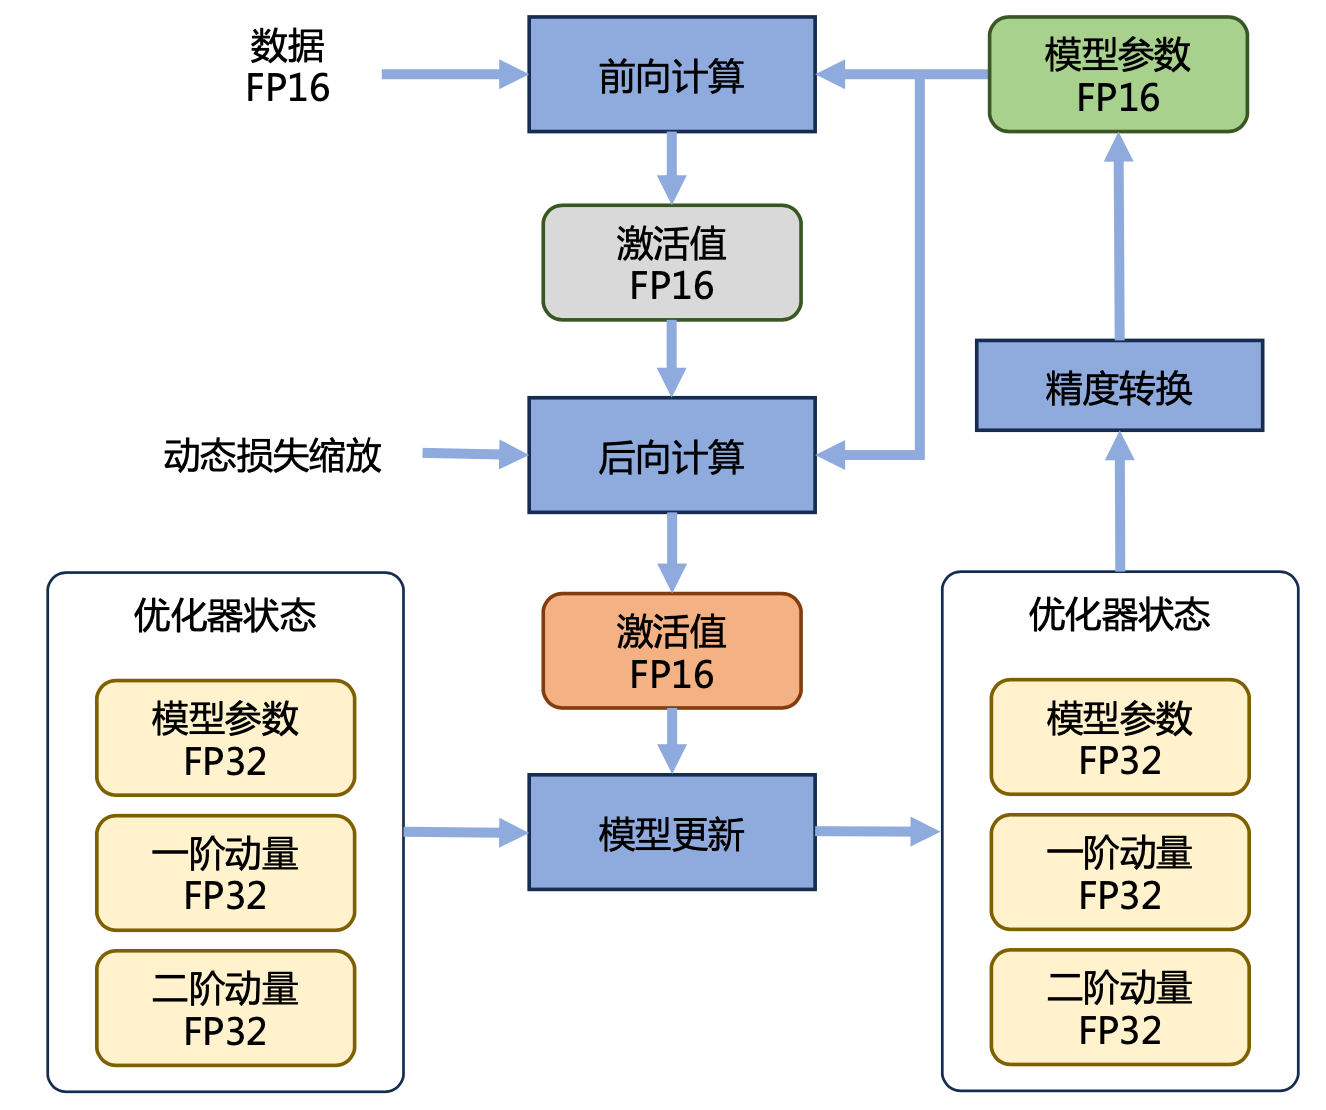 数据
FP16
前向计算
模型参数
FP16
激活值
FP16
精度转换
动态损失缩放
后向计算
优化器状态
模型参数
FP32
一阶动量
FP32
二阶动量
FP32
激活值
FP16
模型更新
优化器状态
模型参数
FP32
一阶动量
FP32
二阶动量
FP32